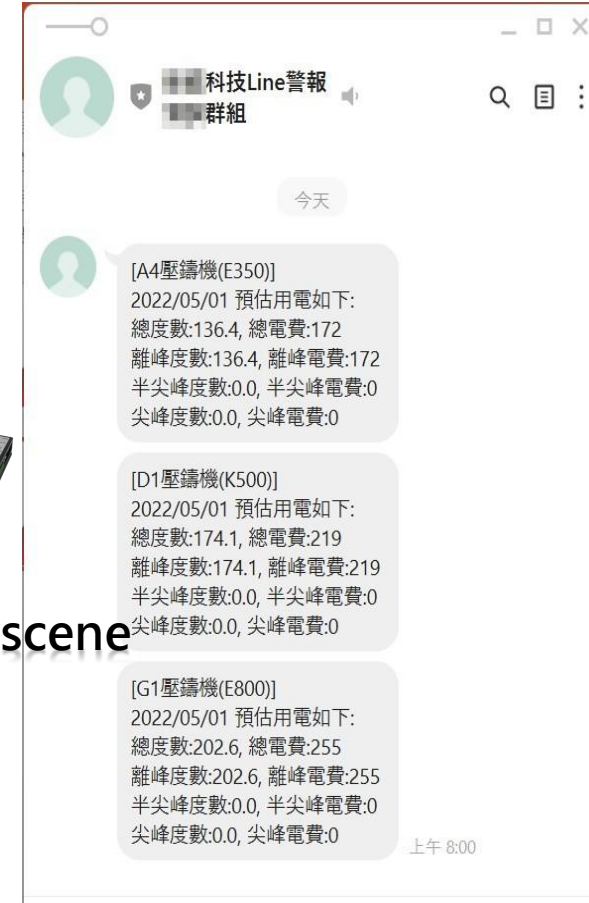 科技Line警報
群組
今天
[A4壓鑄機(E350)]
2022/05/01 預估用電如下:
總度數:136.4, 總電費:172
離峰度數:136.4, 離峰電費:172
半尖峰度數:0.0, 半尖峰電費:0
尖峰度數:0.0, 尖峰電費:0
[D1壓鑄機(K500)]
2022/05/01 預估用電如下:
總度數:174.1, 總電費:219
離峰度數:174.1, 離峰電費:219
半尖峰度數:0.0, 半尖峰電費:0
尖峰度數:0.0, 尖峰電費:0
scene
[G1壓鑄機(E800)]
2022/05/01 預估用電如下:
總度數:202.6, 總電費:255
離峰度數:202.6, 離峰電費:255
半尖峰度數:0.0, 半尖峰電費:0
尖峰度數:0.0, 尖峰電費:0
上午 8:00